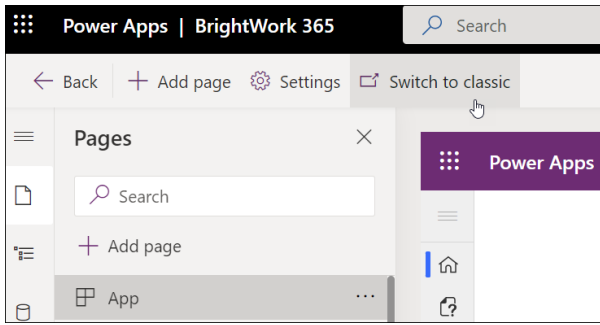 Power Apps | BrightWork 365
Search
Back
Add page
Settings
Switch to classic
Pages
Power Apps
Search
Add page
App